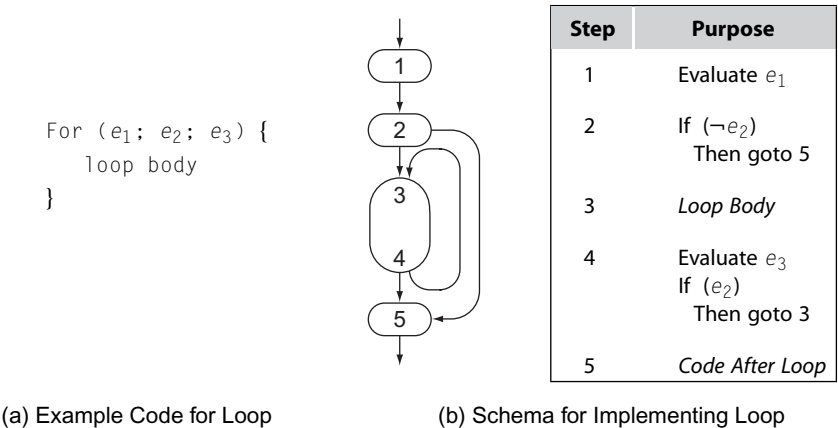 For (e₁; e₂; e₃) {
loop body
}
1
2
3
4
5
Step Purpose
1 Evaluate e₁
2 If (¬e₂)
Then goto 5
3 Loop Body
4 Evaluate e₃
If (e₂)
Then goto 3
5 Code After Loop
(a) Example Code for Loop
(b) Schema for Implementing Loop